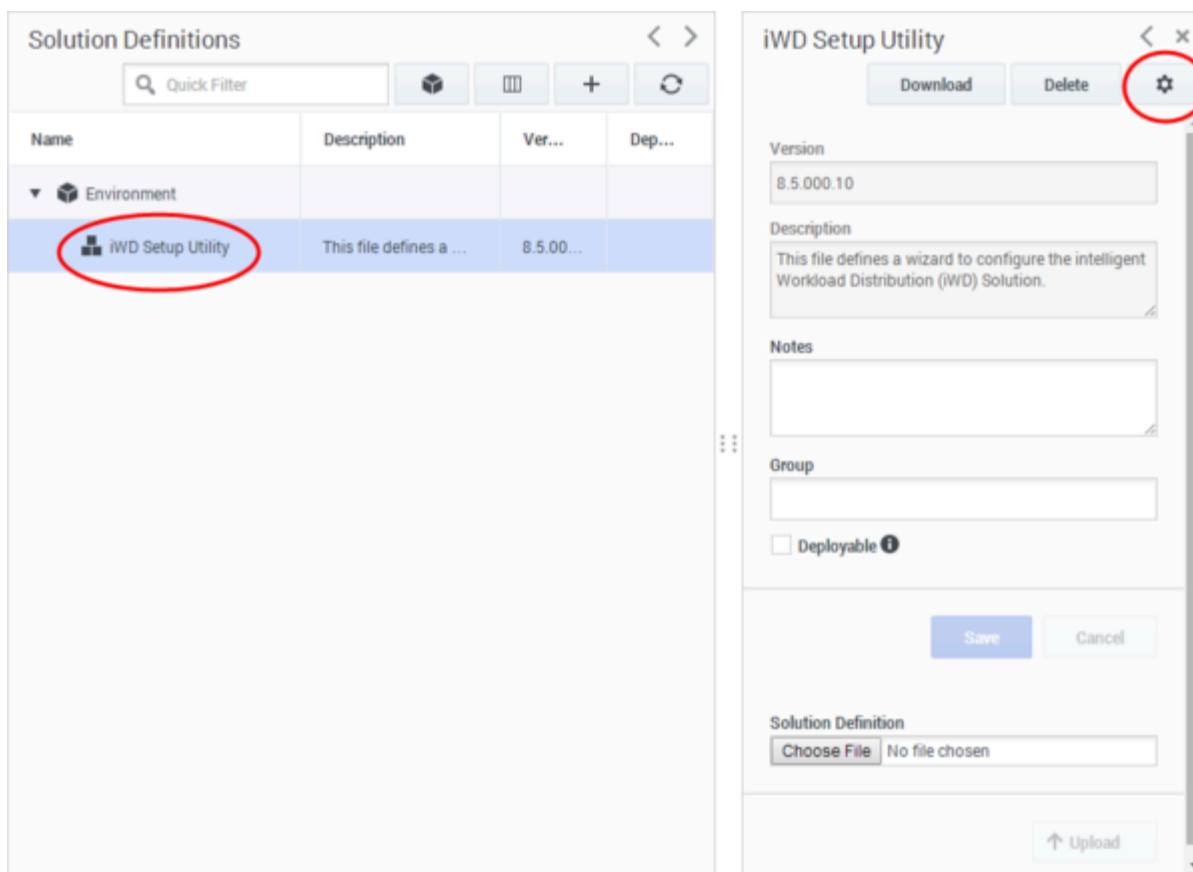 Solution Definitions
Quick Filter
Name Description Ver... Dep...
Environment
iWD Setup Utility This file defines a ... 8.5.00...
iWD Setup Utility
Download Delete
Version
8.5.000.10
Description
This file defines a wizard to configure the intelligent
Workload Distribution (iWD) Solution.
Notes
Group
Deployable
Save Cancel
Solution Definition
Choose File No file chosen
Upload